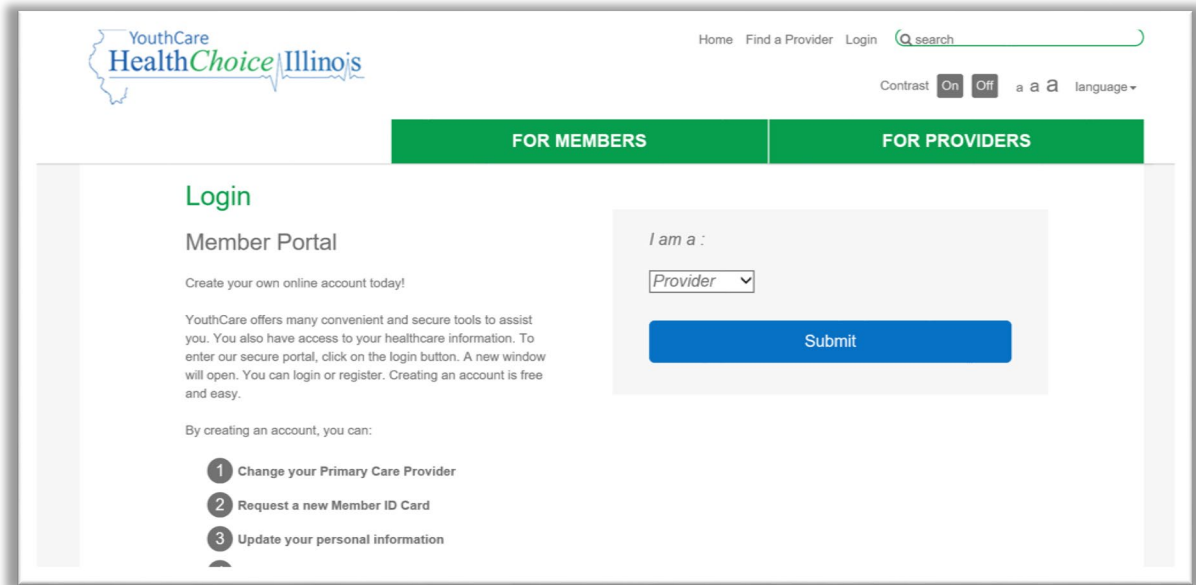 YouthCare
HealthChoice Illinois
Home Find a Provider Login search
Contrast On Off a a a language
FOR MEMBERS FOR PROVIDERS
Login
Member Portal
Create your own online account today!
YouthCare offers many convenient and secure tools to assist
you. You also have access to your healthcare information. To
enter our secure portal, click on the login button. A new window
will open. You can login or register. Creating an account is free
and easy.
By creating an account, you can:
1 Change your Primary Care Provider
2 Request a new Member ID Card
3 Update your personal information
I am a :
Provider
Submit